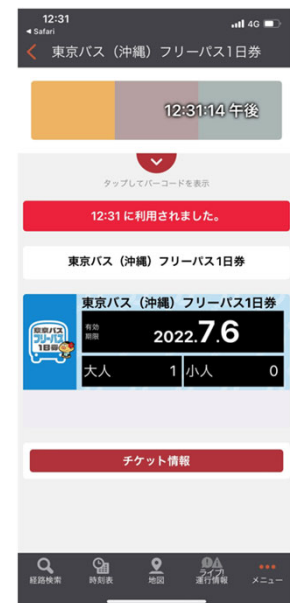 12:31
4G
◀ Safari
東京バス（沖縄）フリーパス1日券
12:31:14 午後
タップしてバーコードを表示
12:31 に利用されました。
東京バス（沖縄）フリーパス1日券
東京バス（沖縄）フリーパス1日券
東京バス
フリーパス
1日券
有効
期限
2022.7.6
大人 1 小人 0
チケット情報
経路検索 時刻表 地図 ライブ!
運行情報 メニュー